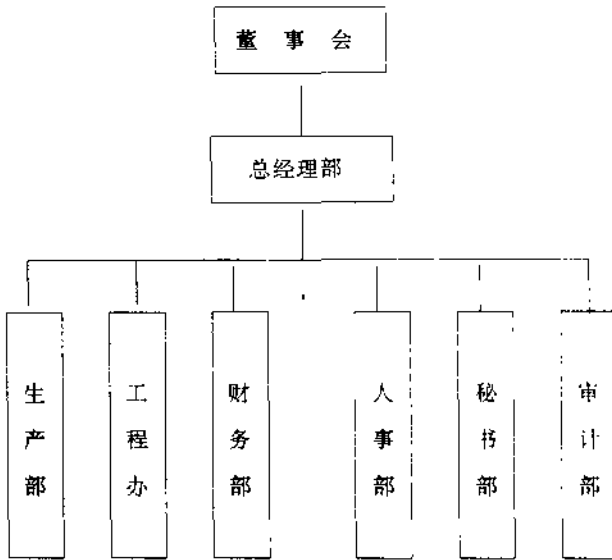 董事会
总经理部
生产部
工程办
财务部
人事部
秘书部
审计部